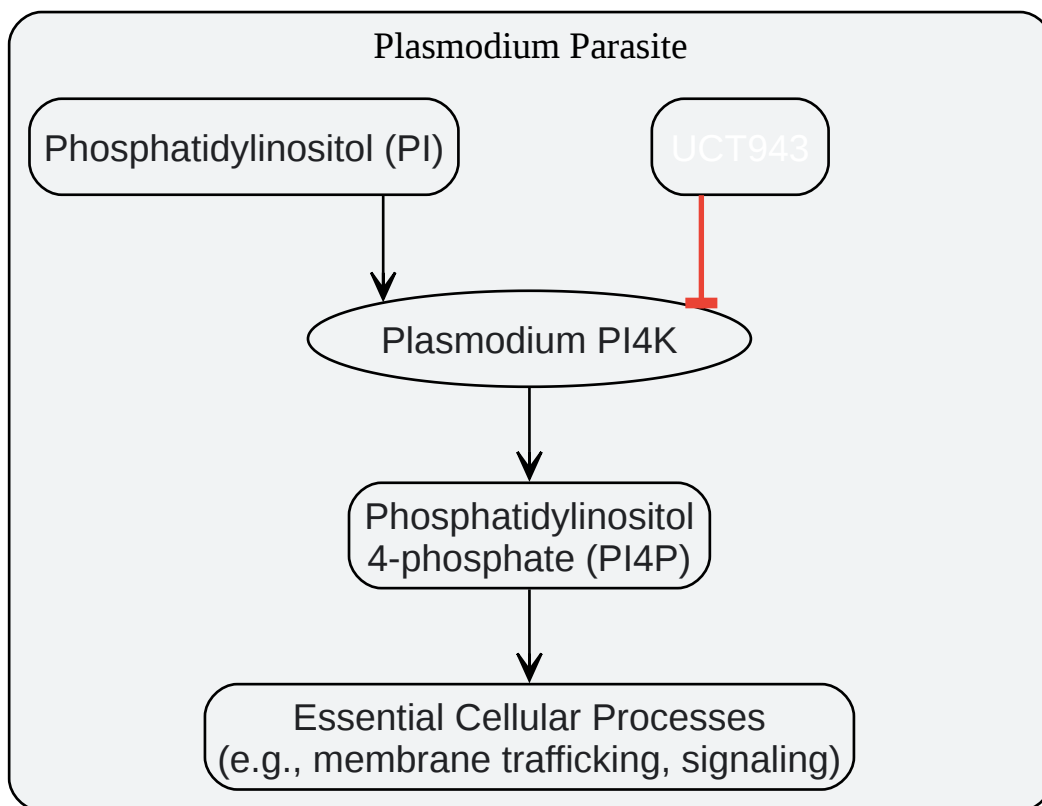 Plasmodium Parasite
Phosphatidylinositol (PI)
UCT943
Plasmodium PI4K
Phosphatidylinositol
4-phosphate (PI4P)
Essential Cellular Processes
(e.g., membrane trafficking, signaling)